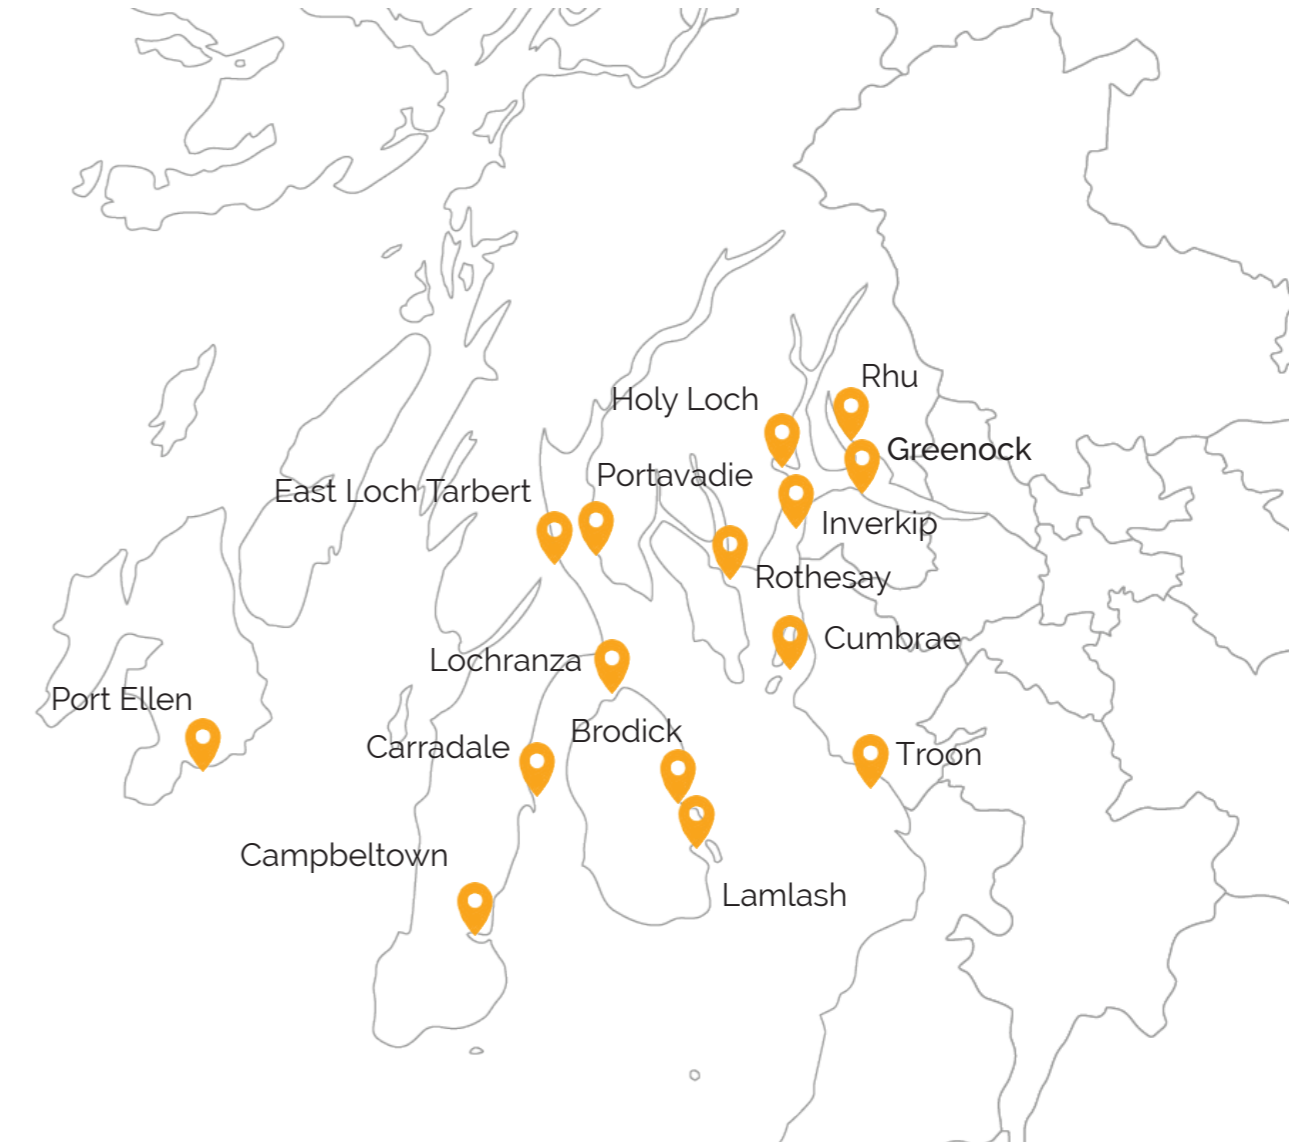 Rhu
Holy Loch
Greenock
Portavadie
East Loch Tarbert
Inverkip
Rothesay
Cumbrae
Lochranza
Port Ellen
Brodick
Carradale
Troon
Campbeltown
Lamlash